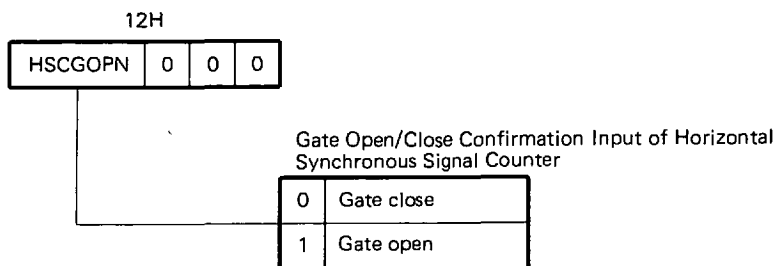 12H
HSCGOPN 0 0 0
Gate Open/Close Confirmation Input of Horizontal
Synchronous Signal Counter
0 Gate close
1 Gate open